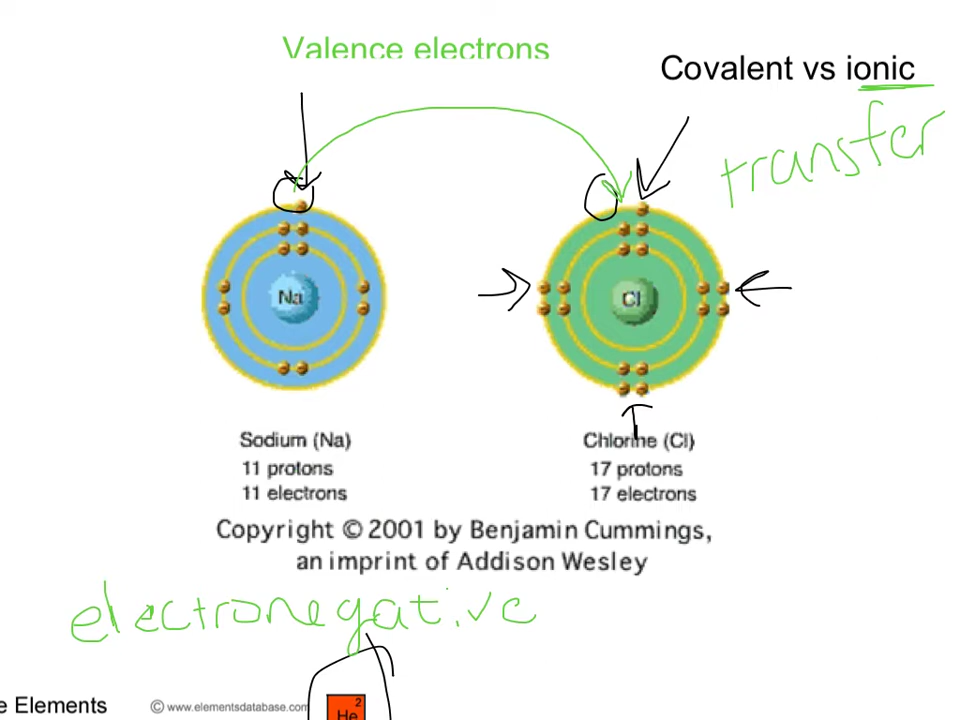 Valence electrons
Covalent vs ionic
transfer
Na
Cl
Sodium (Na)
11 protons
11 electrons
Chlorine (Cl)
17 protons
17 electrons
Copyright © 2001 by Benjamin Cummings,
an imprint of Addison Wesley
electronegative
2
He
e Elements
© www.elementsdatabase.com